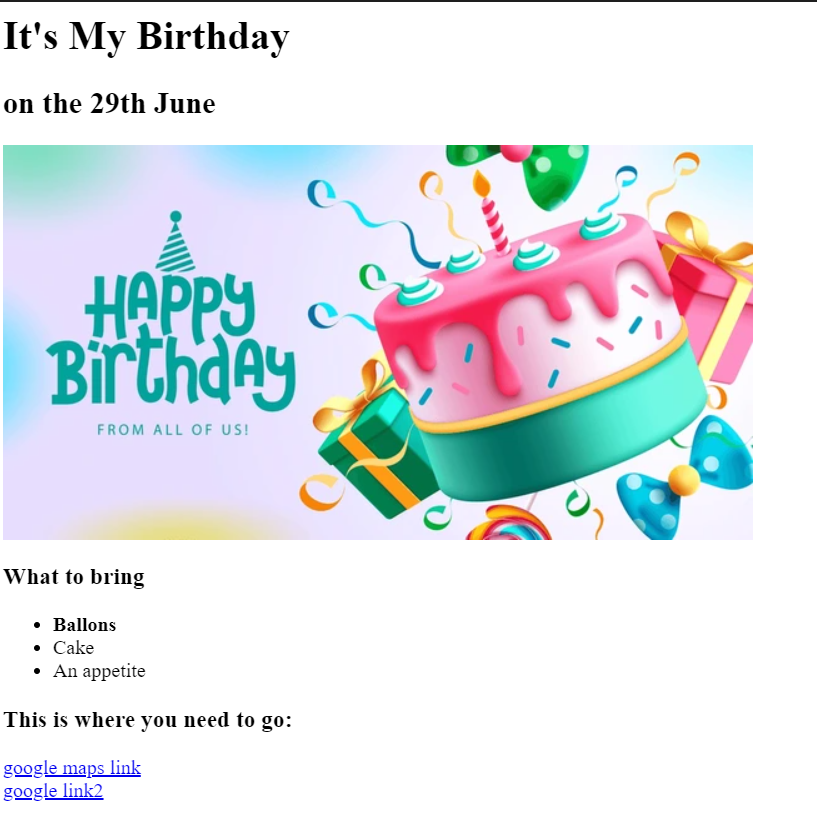 It's My Birthday
on the 29th June
HAPPY
BirthdAy
FROM ALL OF US!
What to bring
Ballons
Cake
An appetite
This is where you need to go:
google maps link
google link2